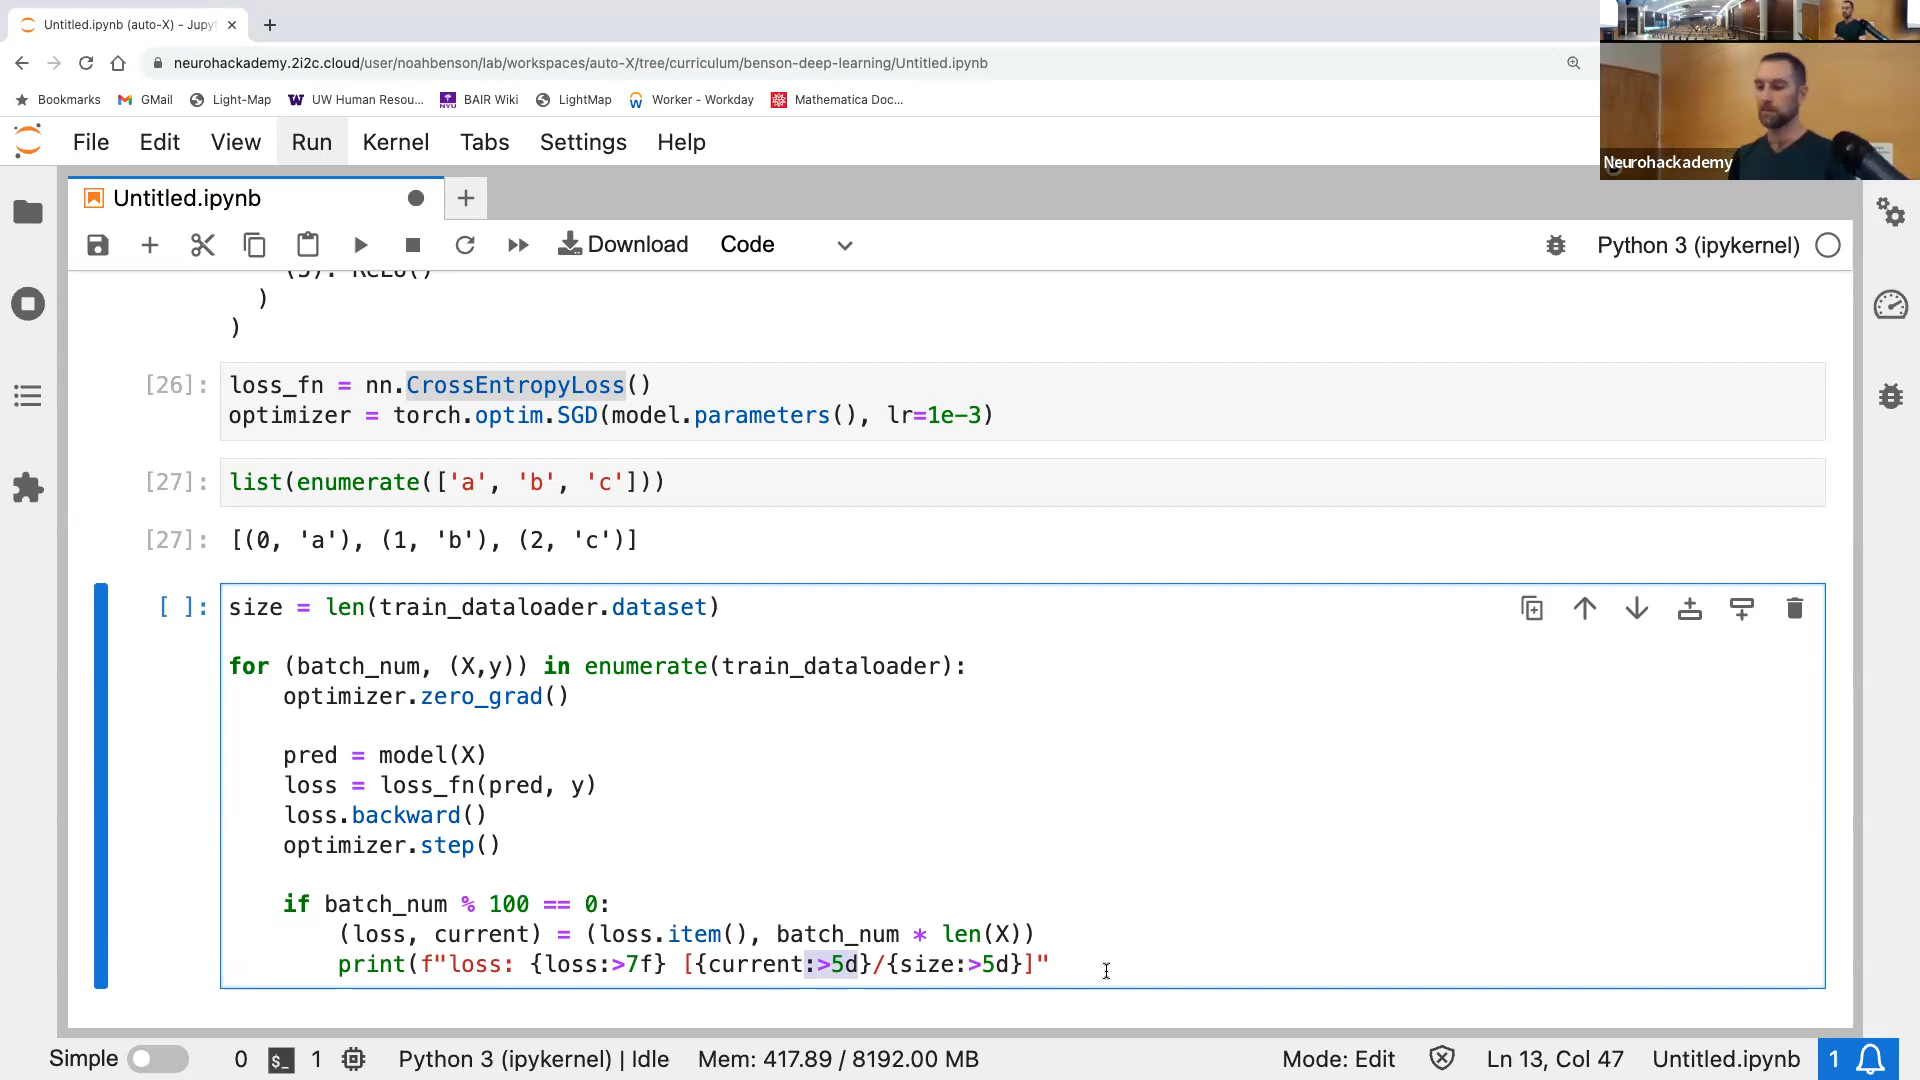 Untitled.ipynb (auto-X) - Jupyt
neurohackademy.2i2c.cloud/user/noahbenson/lab/workspaces/auto-X/tree/curriculum/benson-deep-learning/Untitled.ipynb
Bookmarks GMail Light-Map UW Human Resou... BAIR Wiki LightMap Worker - Workday Mathematica Doc...
File Edit View Run Kernel Tabs Settings Help
Neurohackademy
Untitled.ipynb
Download Code Python 3 (ipykernel)
(5): ReLU()
)
)
[26]: loss_fn = nn.CrossEntropyLoss()
optimizer = torch.optim.SGD(model.parameters(), lr=1e-3)
[27]: list(enumerate(['a', 'b', 'c']))
[27]: [(0, 'a'), (1, 'b'), (2, 'c')]
[ ]: size = len(train_dataloader.dataset)
for (batch_num, (X,y)) in enumerate(train_dataloader):
optimizer.zero_grad()
pred = model(X)
loss = loss_fn(pred, y)
loss.backward()
optimizer.step()
if batch_num % 100 == 0:
(loss, current) = (loss.item(), batch_num * len(X))
print(f"loss: {loss:>7f} [{current:>5d}/{size:>5d}]"
Simple 0 $_ 1 Python 3 (ipykernel) | Idle Mem: 417.89 / 8192.00 MB Mode: Edit Ln 13, Col 47 Untitled.ipynb 1